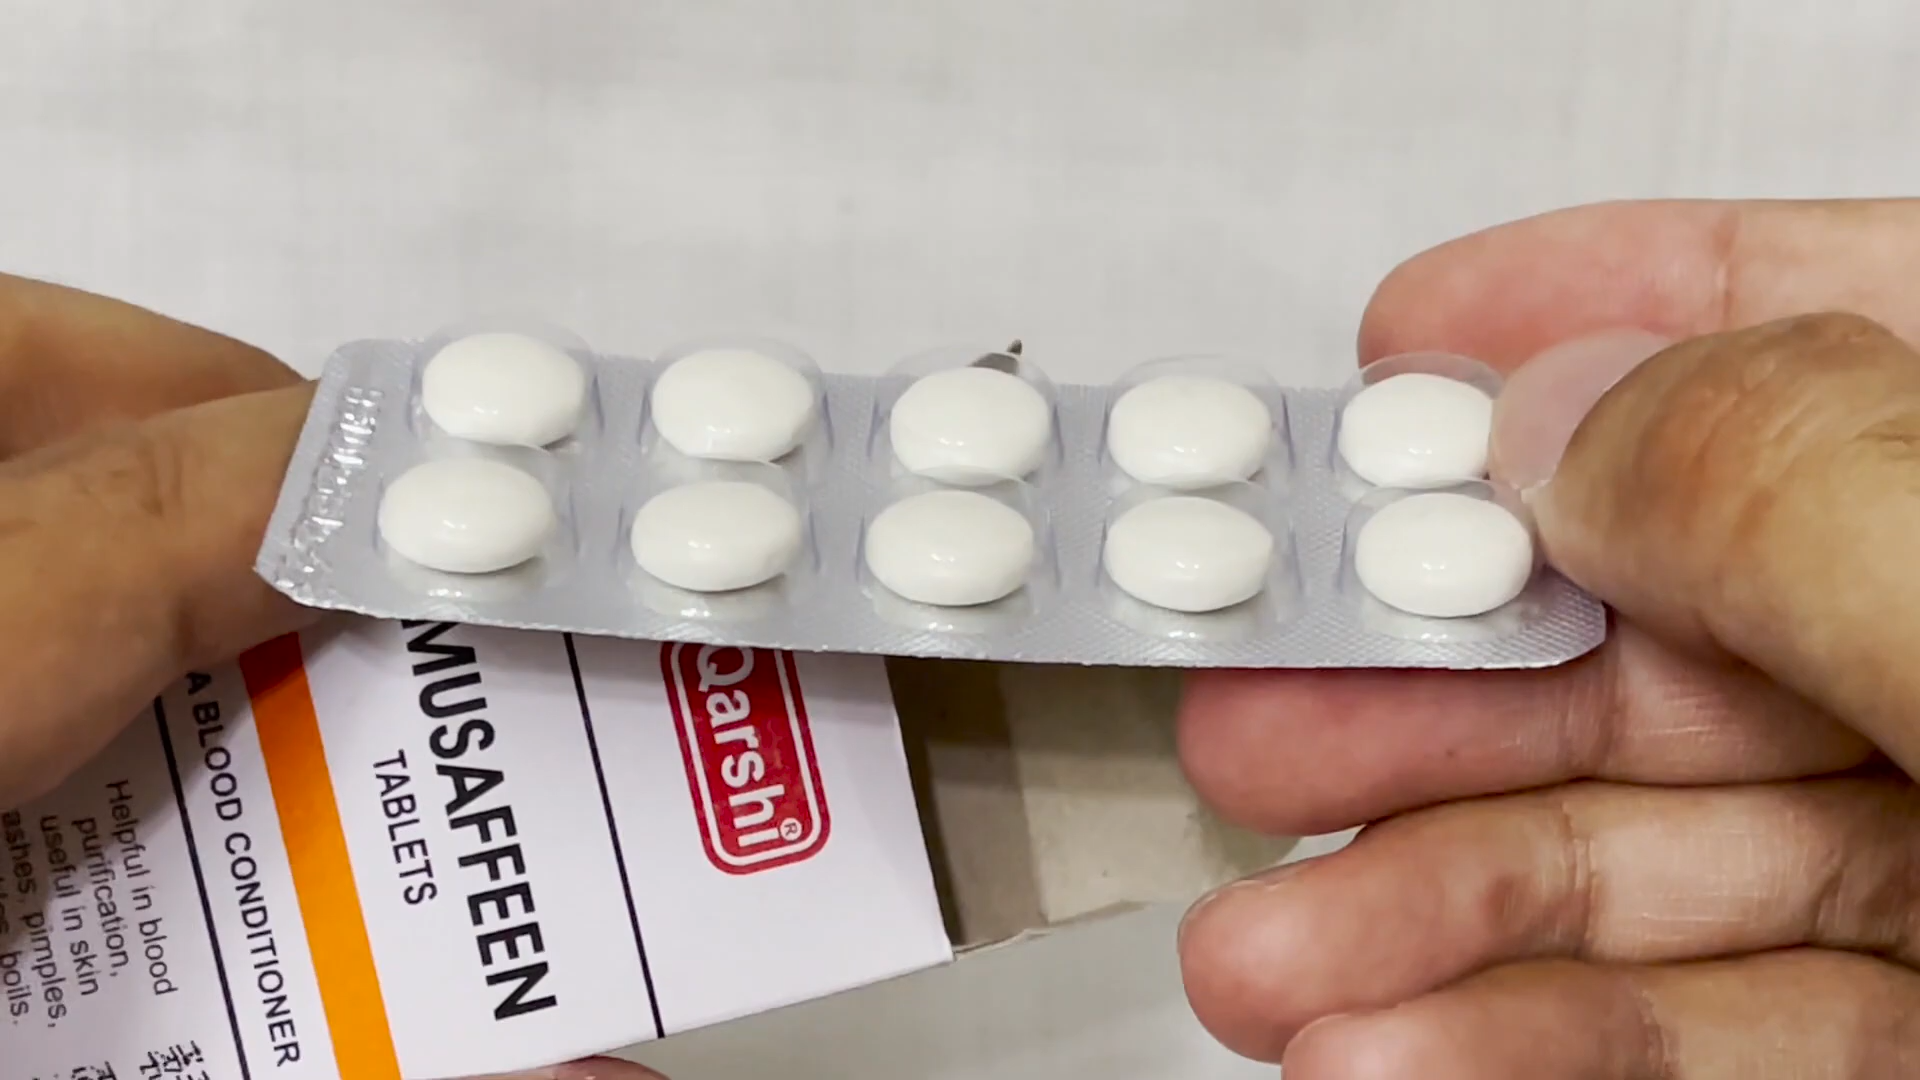 Qarshi®
MUSAFFEEN
TABLETS
A BLOOD CONDITIONER
Helpful in blood
purification,
useful in skin
pimples,
boils.